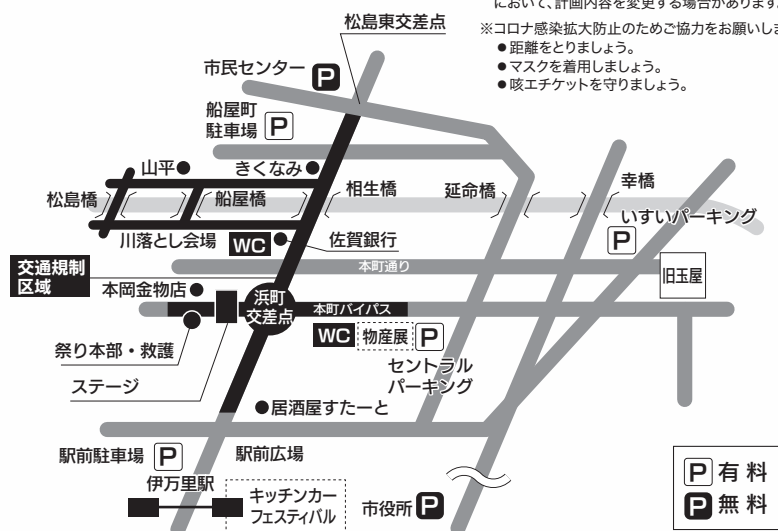 において、計画内容を変更する場合があります。
※コロナ感染拡大防止のためご協力をお願いしま
●距離をとりましょう。
●マスクを着用しましょう。
●咳エチケットを守りましょう。
松島東交差点
市民センター P
船屋町
駐車場 P
山平●
きくなみ●
松島橋
船屋橋
相生橋
延命橋
幸橋
いすいパーキング
P
川落とし会場
WC ●
佐賀銀行
本町通り
旧玉屋
交通規制
区域
本岡金物店
浜町
交差点
本町バイパス
WC 物産展 P
セントラル
パーキング
祭り本部・救護
ステージ
●居酒屋すたーと
駅前駐車場 P
駅前広場
伊万里駅
キッチンカー
フェスティバル
市役所 P
P 有料
P 無料